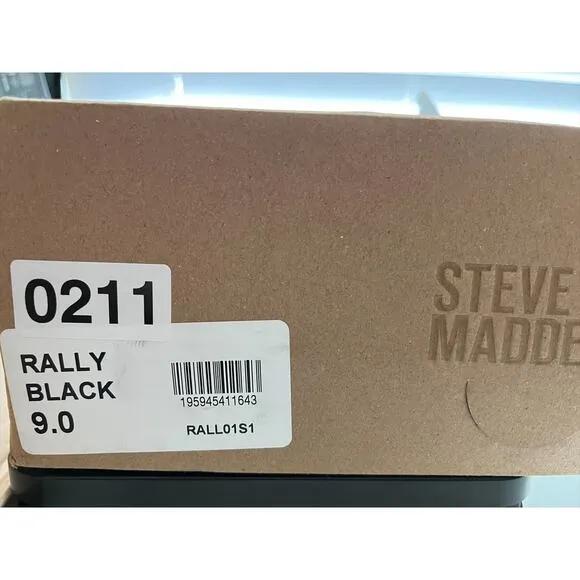 0211
RALLY
BLACK
9.0
195945411643
RALL01S1
STEVE
MADDE